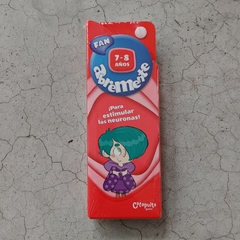 FAN
7-8
AÑOS
abremente
¡Para
estimular
las neuronas!
Catapulta